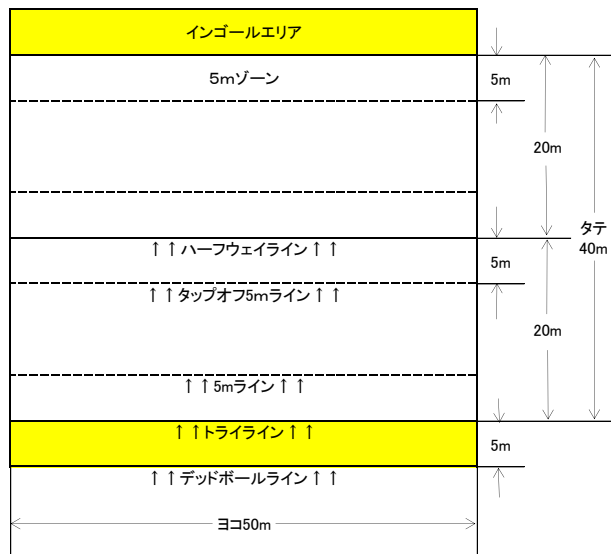 インゴールエリア
5mゾーン
5m
20m
タテ
40m
↑ ↑ハーフウェイライン↑ ↑
5m
↑ ↑タップオフ5mライン↑ ↑
20m
↑ ↑5mライン↑ ↑
↑ ↑トライライン↑ ↑
5m
↑ ↑デッドボールライン↑ ↑
ヨコ50m